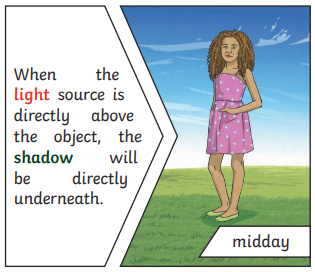 When the
light source is
directly above
the object, the
shadow will
be directly
underneath.
midday